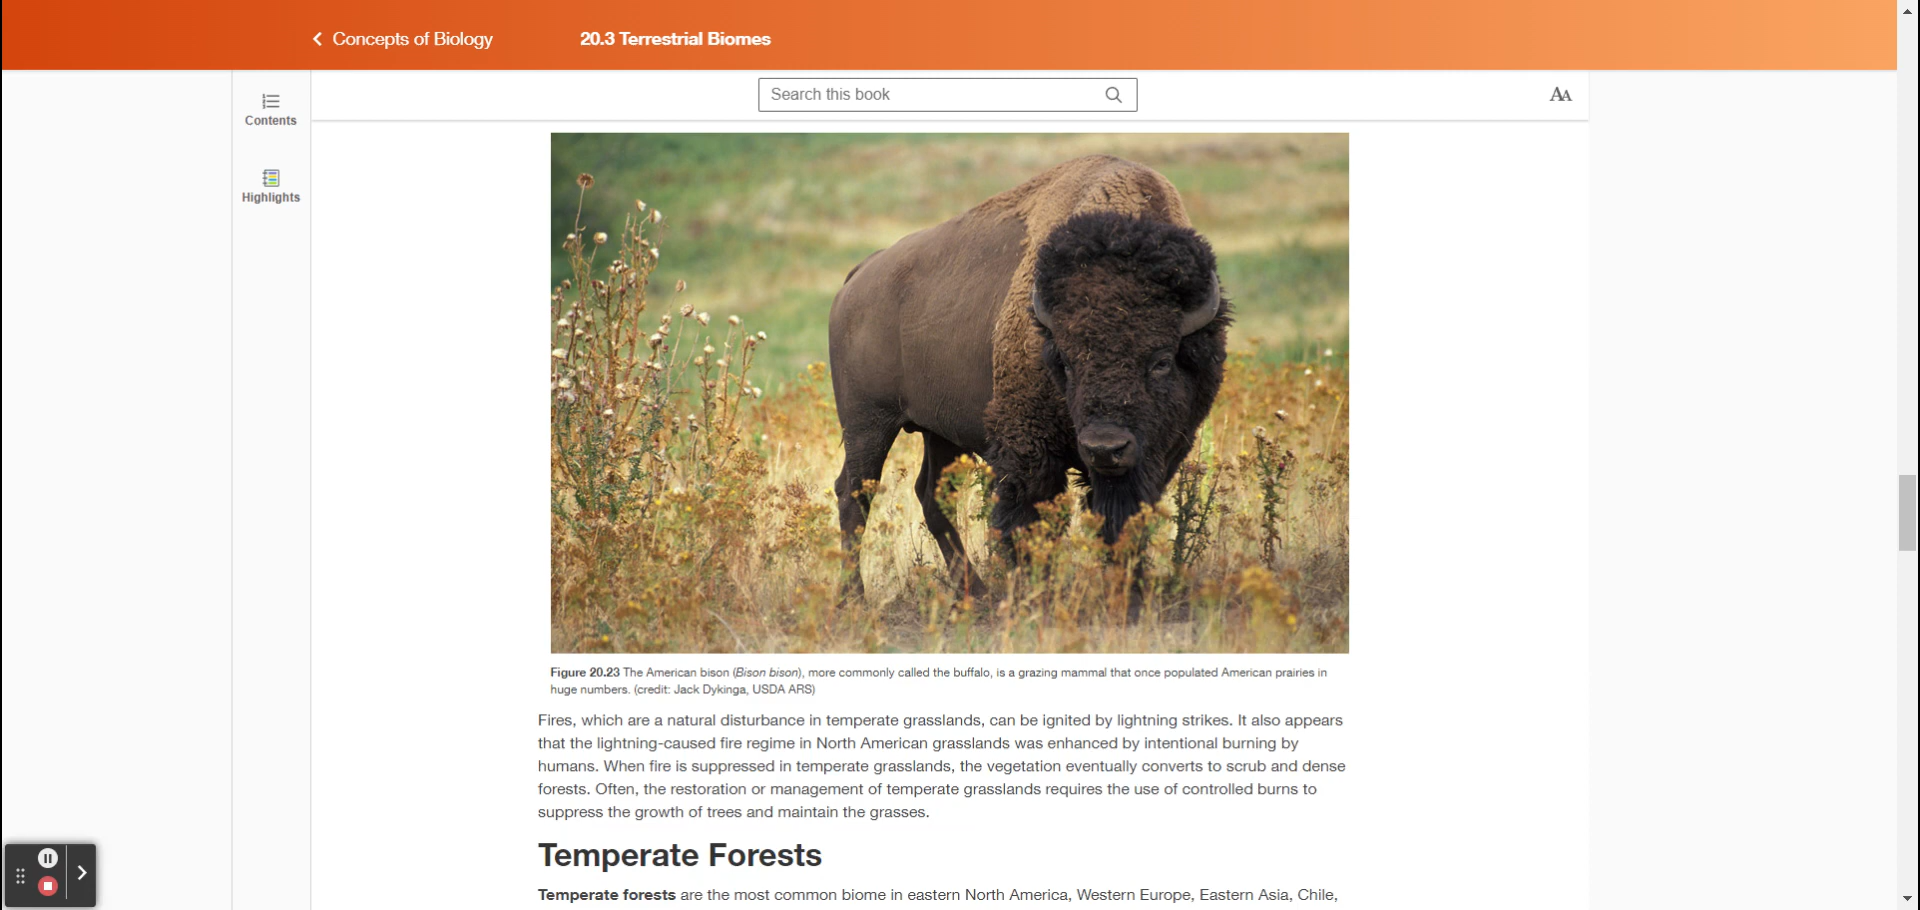 Concepts of Biology
20.3 Terrestrial Biomes
Search this book
AA
Contents
Highlights
Figure 20.23 The American bison (Bison bison), more commonly called the buffalo, is a grazing mammal that once populated American prairies in
huge numbers. (credit: Jack Dykinga, USDA ARS)
Fires, which are a natural disturbance in temperate grasslands, can be ignited by lightning strikes. It also appears
that the lightning-caused fire regime in North American grasslands was enhanced by intentional burning by
humans. When fire is suppressed in temperate grasslands, the vegetation eventually converts to scrub and dense
forests. Often, the restoration or management of temperate grasslands requires the use of controlled burns to
suppress the growth of trees and maintain the grasses.
Temperate Forests
Temperate forests are the most common biome in eastern North America, Western Europe, Eastern Asia, Chile,